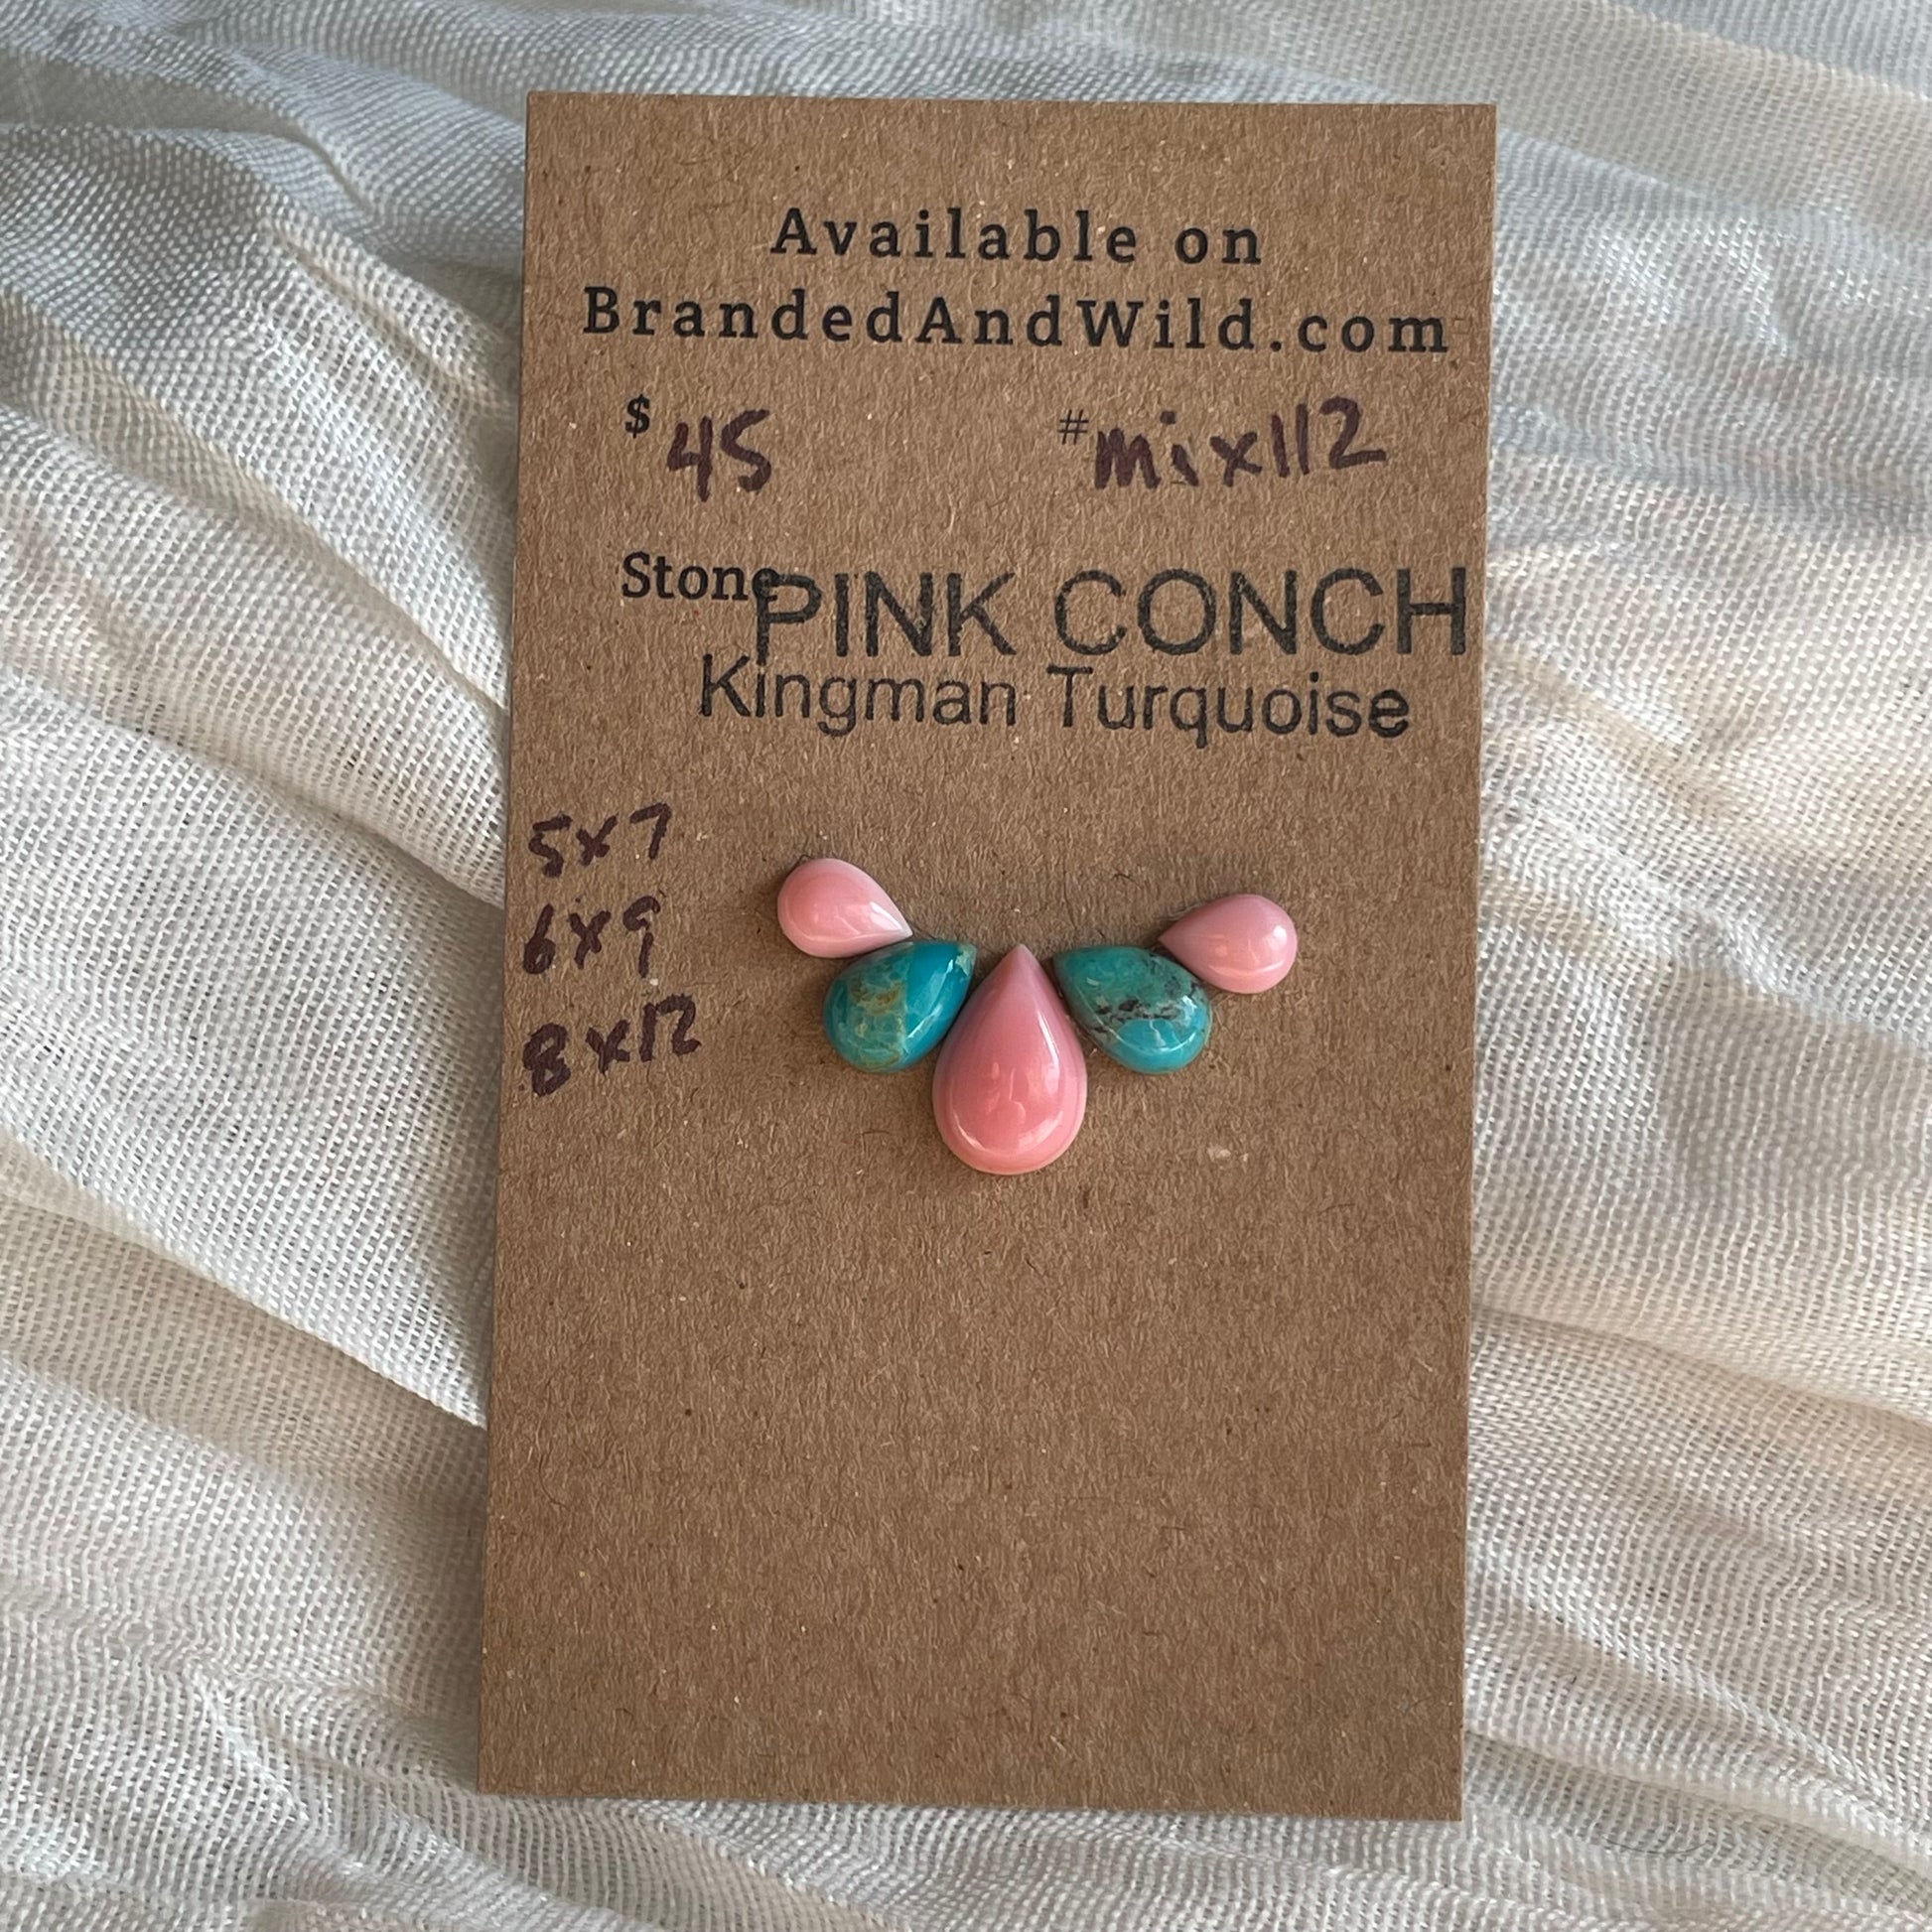 Available on
BrandedAndWild.com
$ 45 #mix112
Stone PINK CONCH
Kingman Turquoise
5x7
6x9
8x12